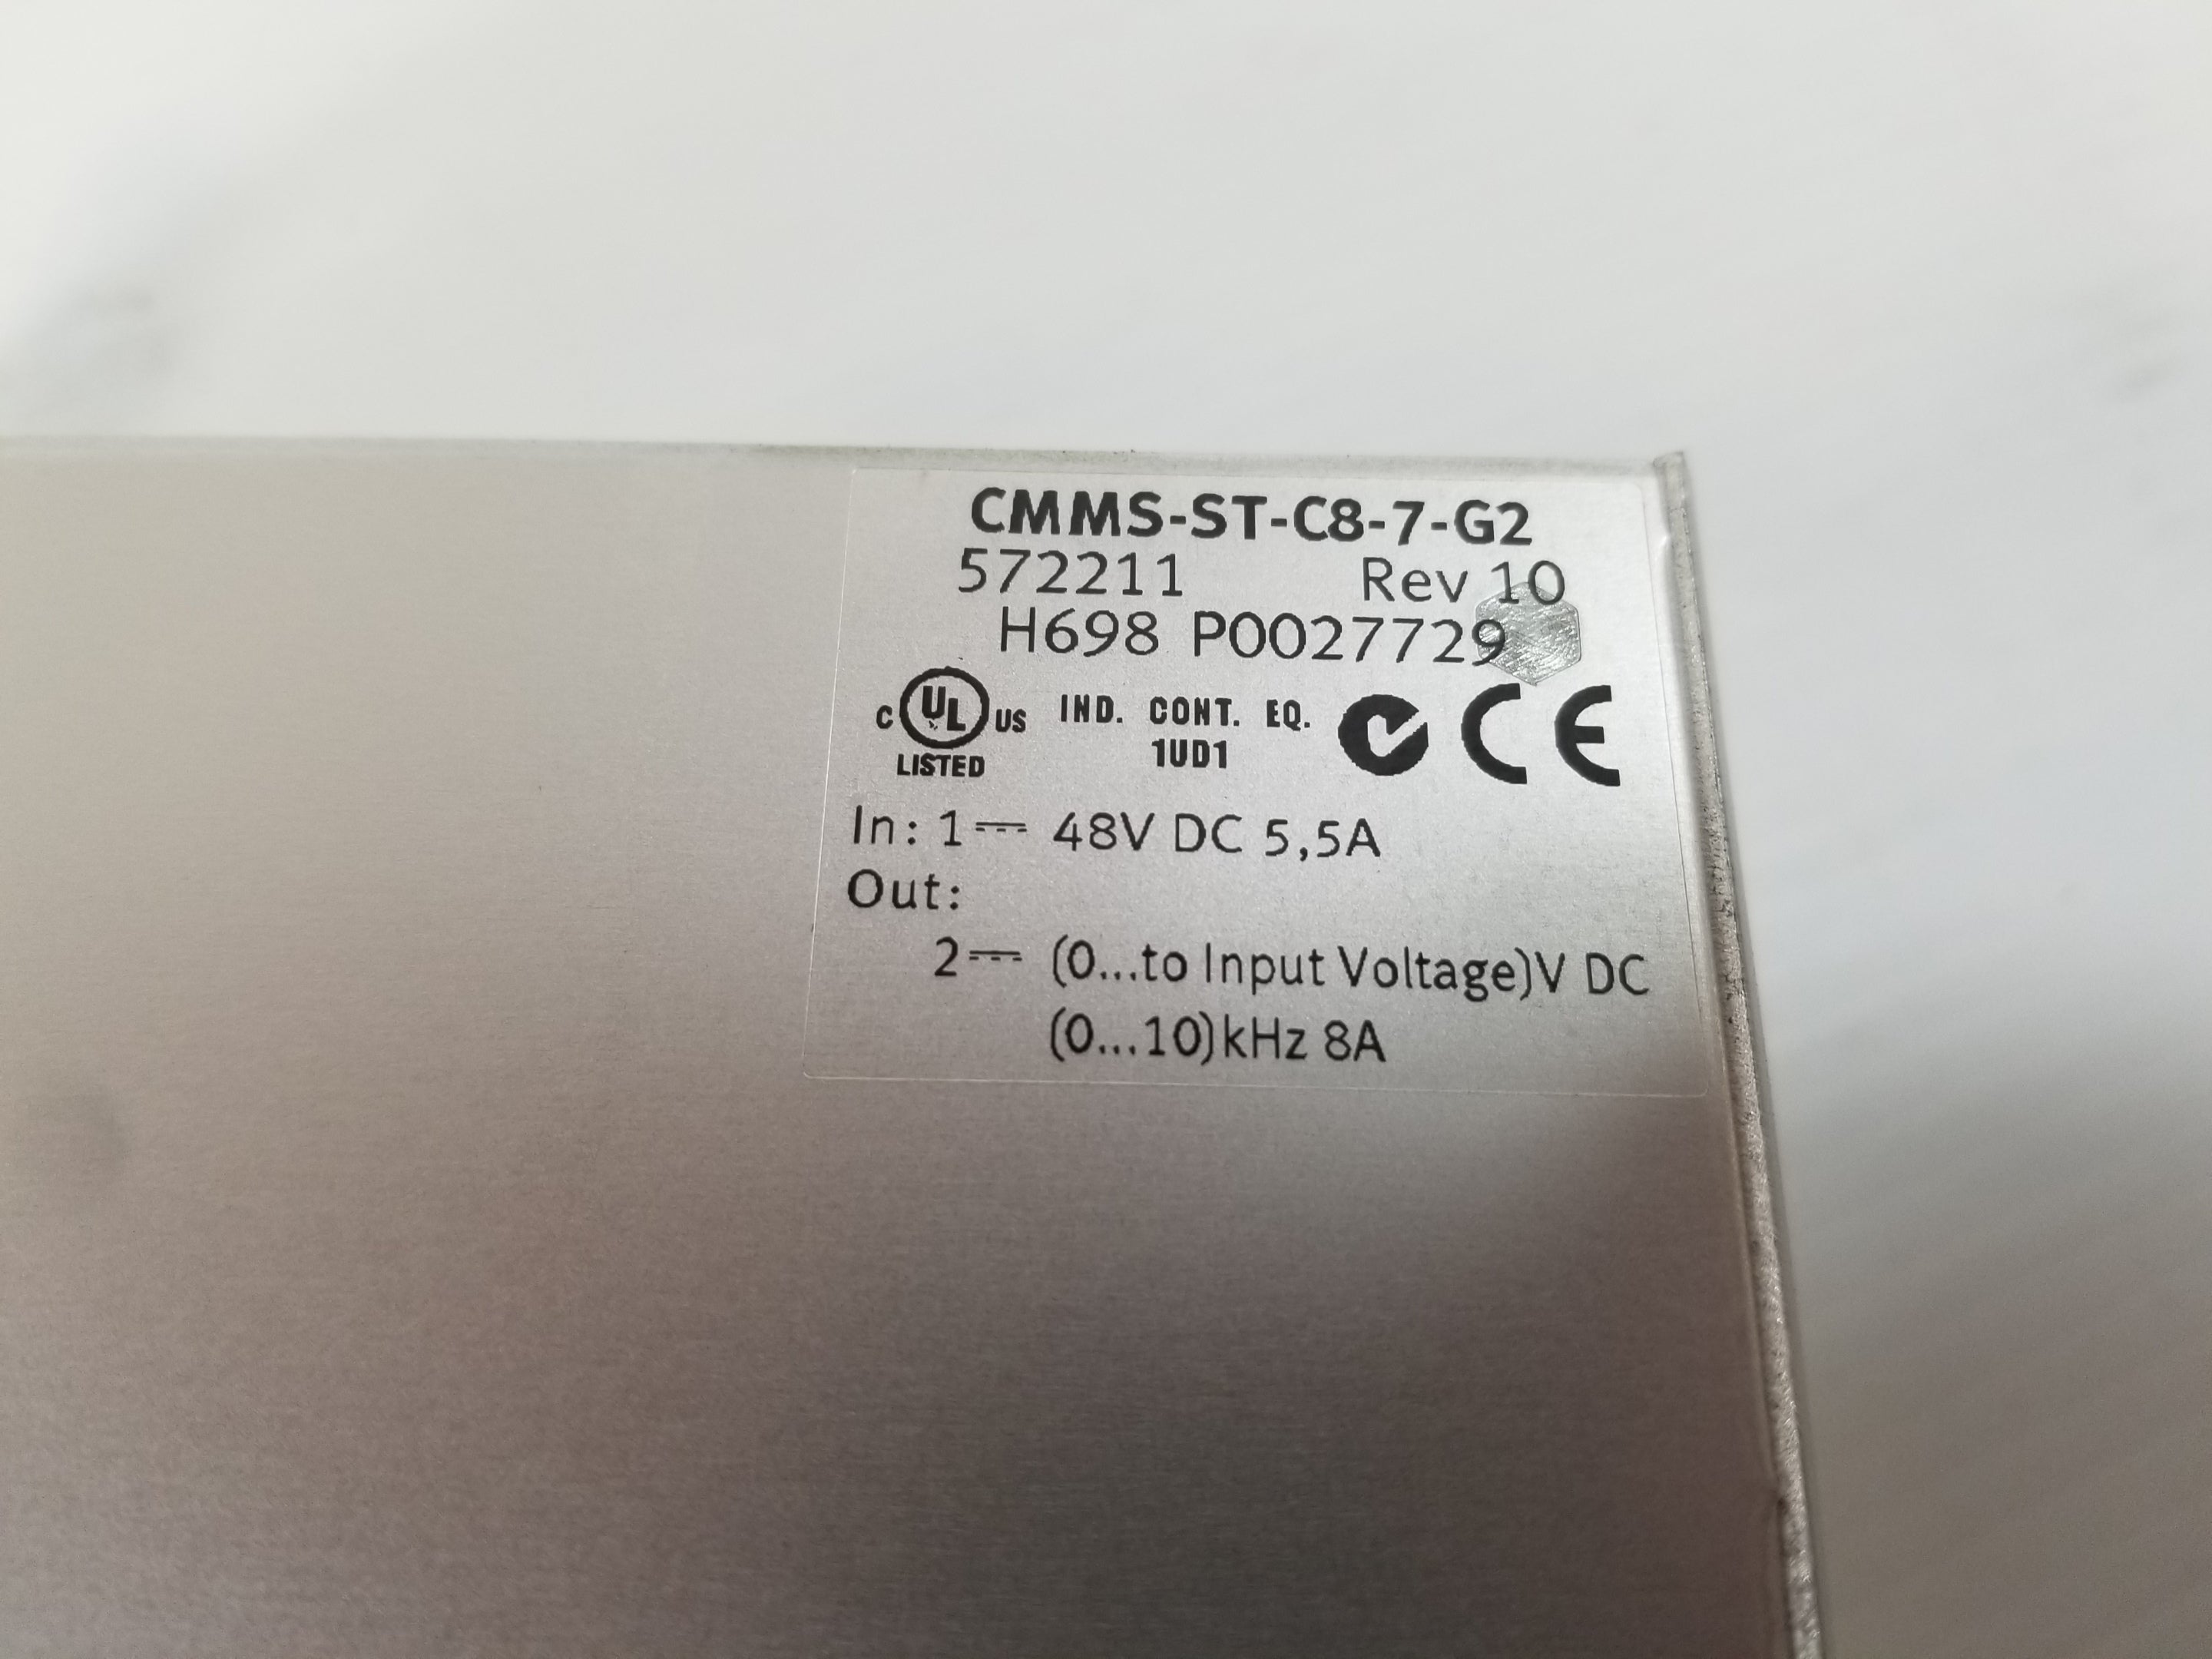 CMMS-ST-C8-7-G2
572211 Rev 10
H698 P0027729
C UL US IND. CONT. EQ. CE
LISTED 1UD1
In: 1⎓ 48V DC 5,5A
Out:
2⎓ (0...to Input Voltage)V DC
(0...10)kHz 8A